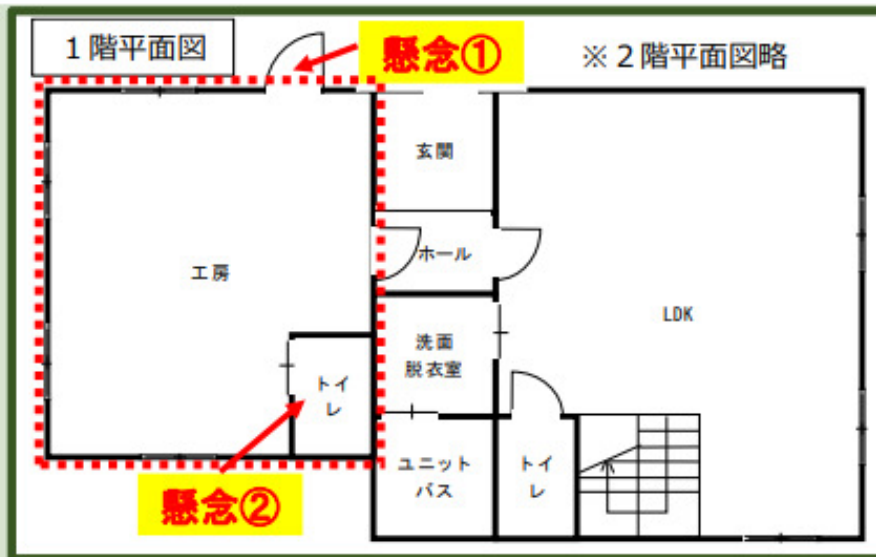 1階平面図
懸念①
※2階平面図略
玄関
ホール
工房
LDK
洗面
脱衣室
トイ
レ
ユニット
バス
トイ
レ
懸念②